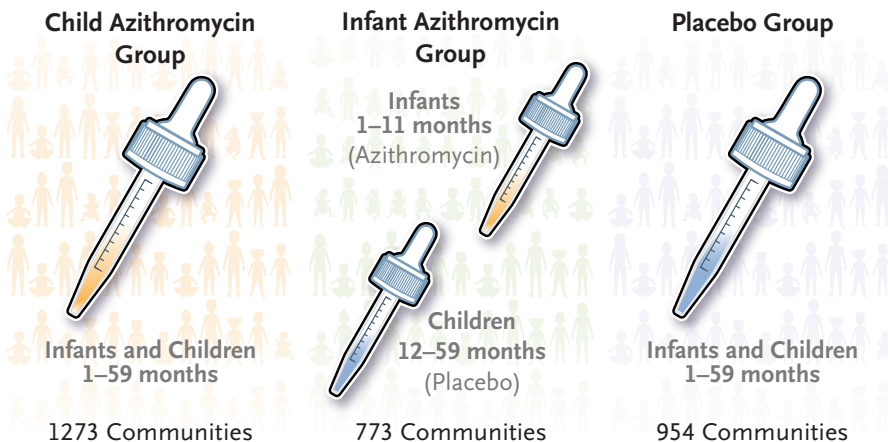 Child Azithromycin
Group
Infants and Children
1–59 months
1273 Communities
Infant Azithromycin
Group
Infants
1–11 months
(Azithromycin)
Children
12–59 months
(Placebo)
773 Communities
Placebo Group
Infants and Children
1–59 months
954 Communities